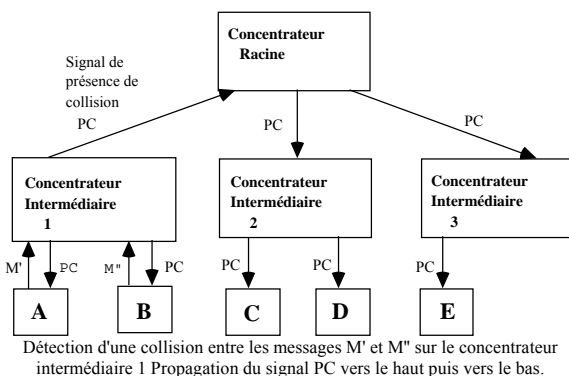 Concentrateur
Racine
Signal de
présence de
collision
PC
PC
PC
Concentrateur
Intermédiaire
1
Concentrateur
Intermédiaire
2
Concentrateur
Intermédiaire
3
M'
PC
M"
PC
PC
PC
PC
A
B
C
D
E
Détection d'une collision entre les messages M' et M" sur le concentrateur
intermédiaire 1 Propagation du signal PC vers le haut puis vers le bas.